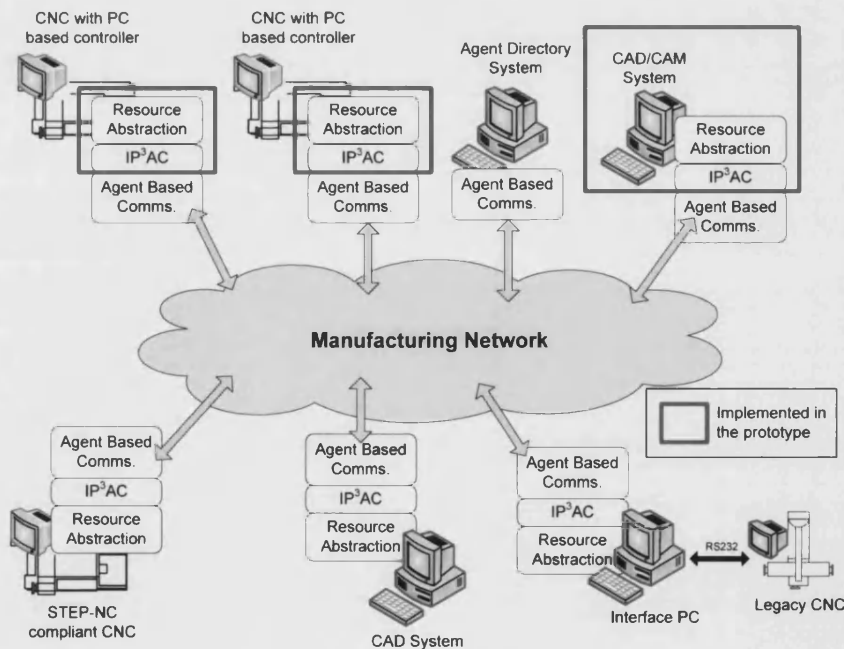 CNC with PC
based controller
CNC with PC
based controller
Agent Directory
System
CAD/CAM
System
Resource
Abstraction
IP³AC
Agent Based
Comms.
Resource
Abstraction
IP³AC
Agent Based
Comms.
Agent Based
Comms.
Resource
Abstraction
IP³AC
Agent Based
Comms.
Manufacturing Network
Implemented in
the prototype
Agent Based
Comms.
IP³AC
Resource
Abstraction
STEP-NC
compliant CNC
Agent Based
Comms.
IP³AC
Resource
Abstraction
CAD System
Agent Based
Comms.
IP³AC
Resource
Abstraction
Interface PC
RS232
Legacy CNC